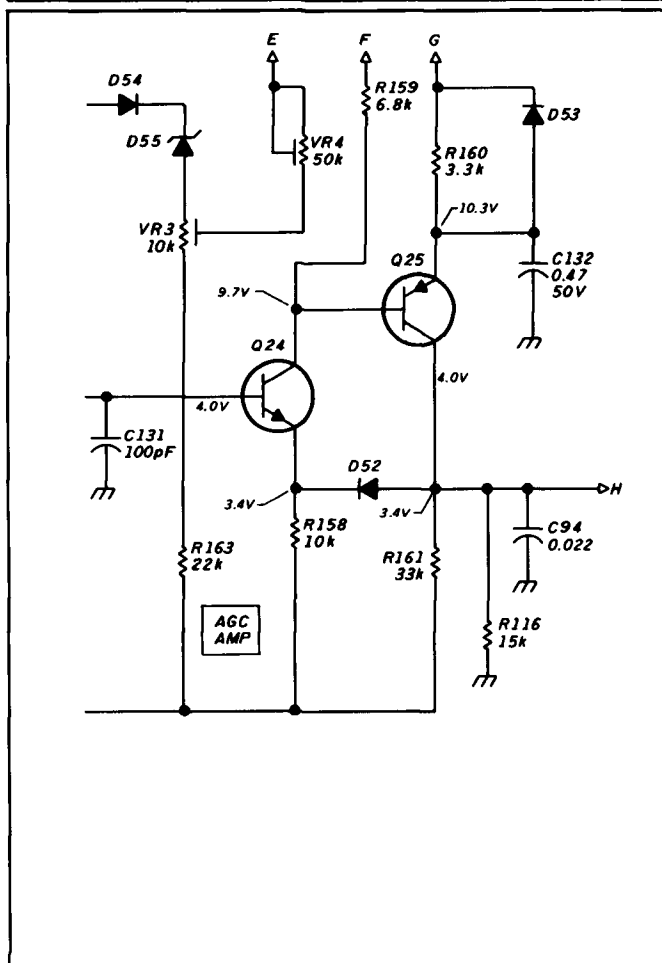 E
F
G
D54
R159
6.8k
D53
D55
VR4
50k
R160
3.3k
10.3V
VR3
10k
Q25
C132
0.47
50V
9.7V
Q24
4.0V
4.0V
C131
100pF
D52
H
3.4V
R158
10k
3.4V
C94
0.022
R163
22k
R161
33k
AGC
AMP
R116
15k